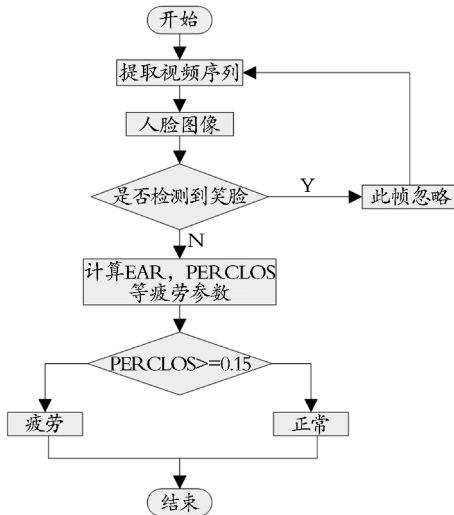 开始
提取视频序列
人脸图像
是否检测到笑脸
Y
此帧忽略
N
计算EAR，PERCLOS
等疲劳参数
PERCLOS>=0.15
疲劳
正常
结束